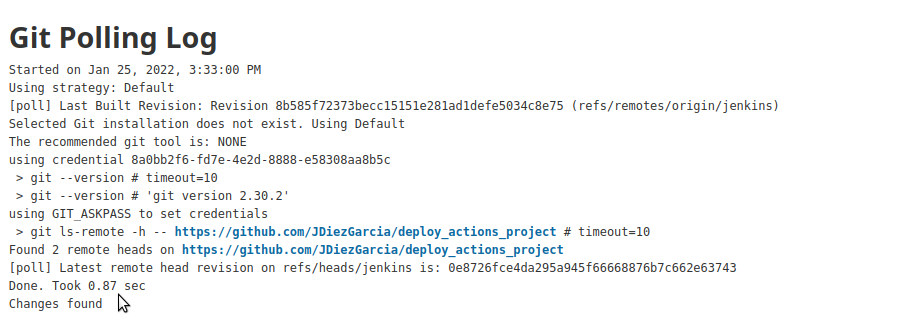 Git Polling Log
Started on Jan 25, 2022, 3:33:00 PM
Using strategy: Default
[poll] Last Built Revision: Revision 8b585f72373becc15151e281ad1defe5034c8e75 (refs/remotes/origin/jenkins)
Selected Git installation does not exist. Using Default
The recommended git tool is: NONE
using credential 8a0bb2f6-fd7e-4e2d-8888-e58308aa8b5c
 > git --version # timeout=10
 > git --version # 'git version 2.30.2'
using GIT_ASKPASS to set credentials
 > git ls-remote -h -- https://github.com/JDiezGarcia/deploy_actions_project # timeout=10
Found 2 remote heads on https://github.com/JDiezGarcia/deploy_actions_project
[poll] Latest remote head revision on refs/heads/jenkins is: 0e8726fce4da295a945f66668876b7c662e63743
Done. Took 0.87 sec
Changes found